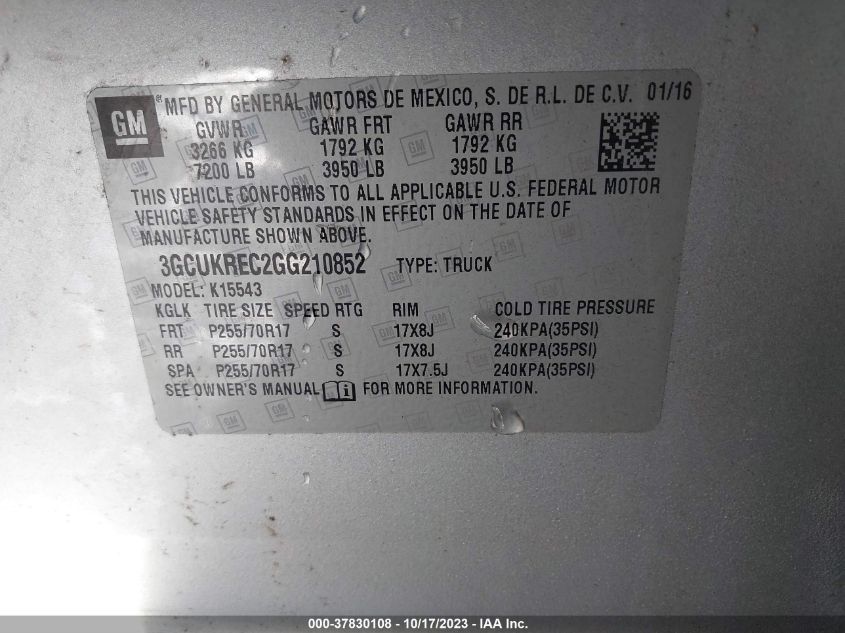 GM ® MFD BY GENERAL MOTORS DE MEXICO, S. DE R.L. DE C.V. 01/16
GVWR GAWR FRT GAWR RR
3266 KG 1792 KG 1792 KG
7200 LB 3950 LB 3950 LB
THIS VEHICLE CONFORMS TO ALL APPLICABLE U.S. FEDERAL MOTOR
VEHICLE SAFETY STANDARDS IN EFFECT ON THE DATE OF
MANUFACTURE SHOWN ABOVE.
3GCUKREC2GG210852 TYPE: TRUCK
MODEL: K15543
KGLK TIRE SIZE SPEED RTG RIM COLD TIRE PRESSURE
FRT P255/70R17 S 17X8J 240KPA(35PSI)
RR P255/70R17 S 17X8J 240KPA(35PSI)
SPA P255/70R17 S 17X7.5J 240KPA(35PSI)
SEE OWNER'S MANUAL FOR MORE INFORMATION.
000-37830108 - 10/17/2023 - IAA Inc.